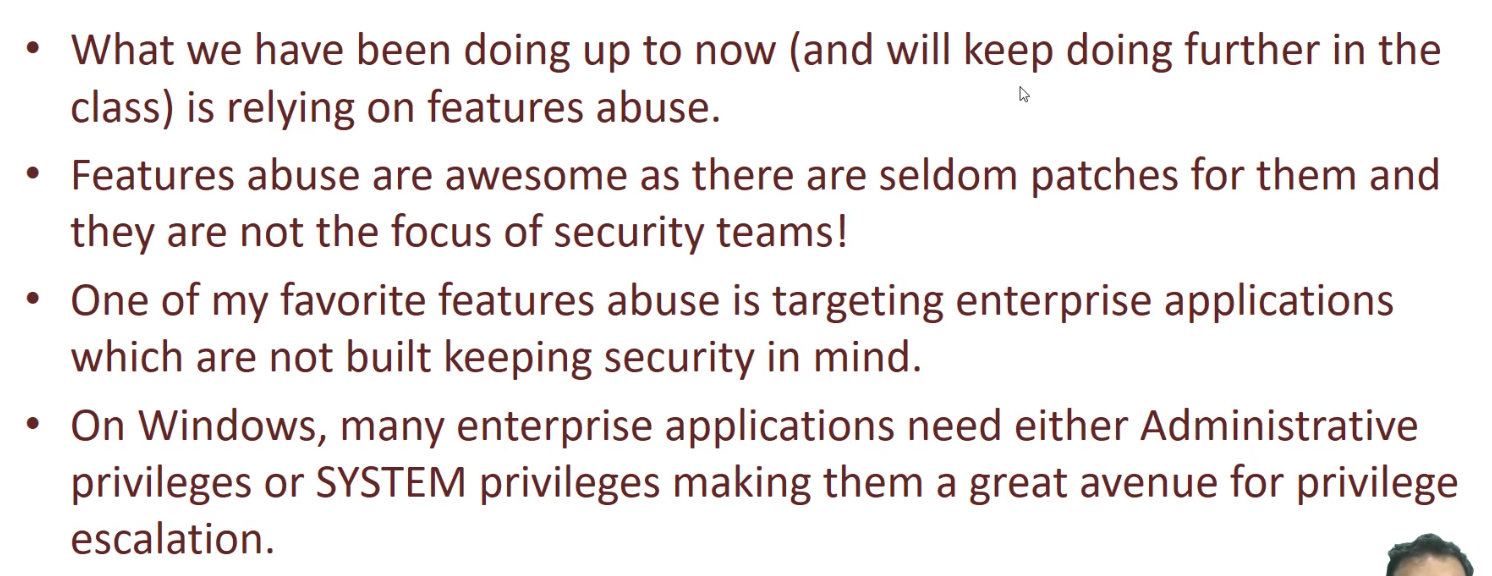 • What we have been doing up to now (and will keep doing further in the
class) is relying on features abuse.
• Features abuse are awesome as there are seldom patches for them and
they are not the focus of security teams!
• One of my favorite features abuse is targeting enterprise applications
which are not built keeping security in mind.
• On Windows, many enterprise applications need either Administrative
privileges or SYSTEM privileges making them a great avenue for privilege
escalation.